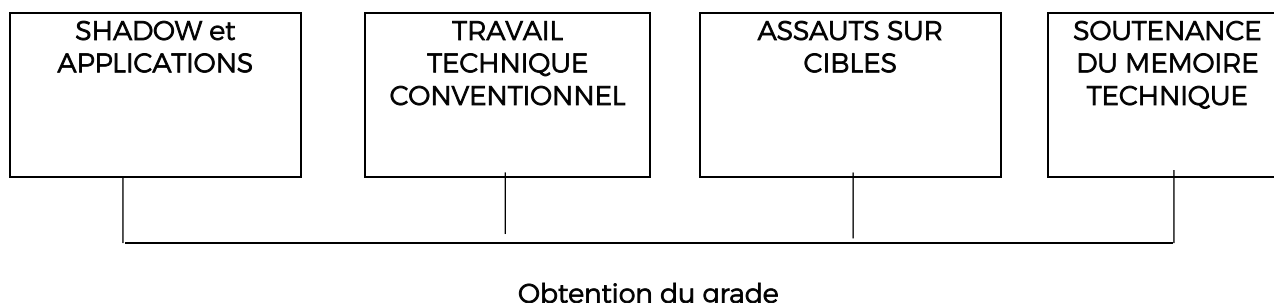 SHADOW et
APPLICATIONS
TRAVAIL
TECHNIQUE
CONVENTIONNEL
ASSAUTS SUR
CIBLES
SOUTENANCE
DU MEMOIRE
TECHNIQUE
Obtention du grade